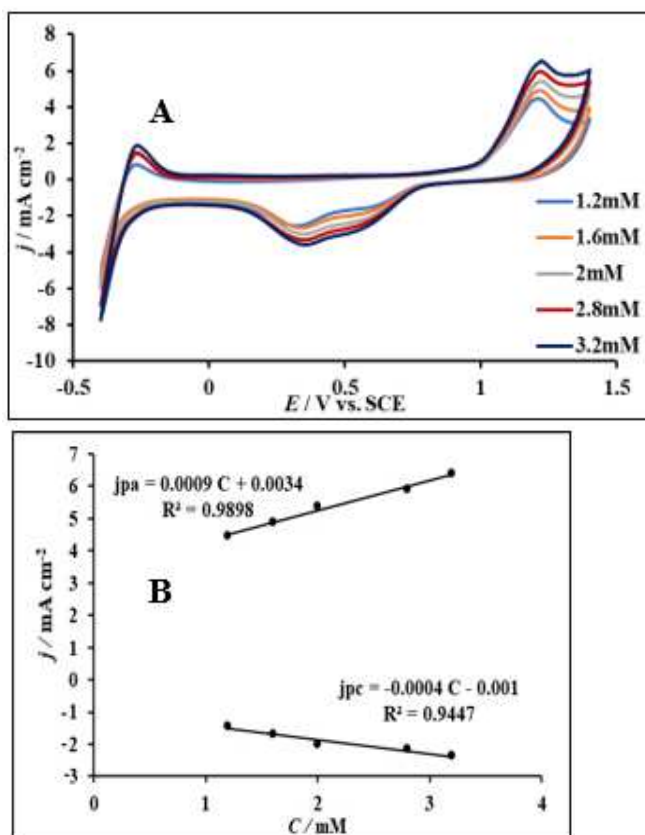 A
8
6
4
2
0
-2
-4
-6
-8
-10
j / mA cm⁻²
1.2mM
1.6mM
2mM
2.8mM
3.2mM
-0.5 0 0.5 1 1.5
E / V vs. SCE
7
6
5
4
3
2
1
0
-1
-2
-3
j / mA cm⁻²
jpa = 0.0009 C + 0.0034
R² = 0.9898
B
jpc = -0.0004 C - 0.001
R² = 0.9447
0 1 2 3 4
C / mM